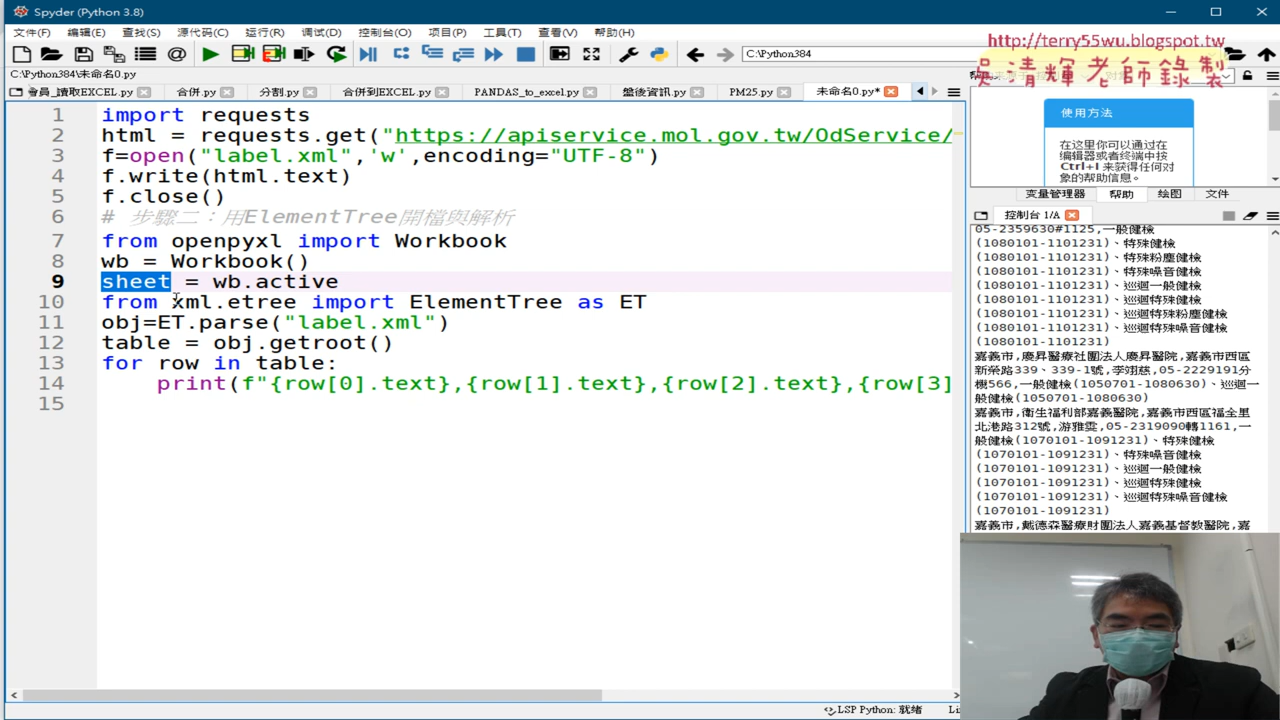 Spyder (Python 3.8)
文件(F) 编辑(E) 查找(S) 源代码(C) 运行(R) 调试(D) 控制台(O) 项目(P) 工具(T) 查看(V) 帮助(H)
http://terry55wu.blogspot.tw
C:\Python384
吳清輝老師錄製
C:\Python384\未命名0.py
會員_讀取EXCEL.py 合併.py 分割.py 合併到EXCEL.py PANDAS_to_excel.py 盤後資訊.py PM25.py 未命名0.py*
1 import requests
2 html = requests.get("https://apiservice.mol.gov.tw/OdService/
3 f=open("label.xml",'w',encoding="UTF-8")
4 f.write(html.text)
5 f.close()
6 # 步驟二：用ElementTree開檔與解析
7 from openpyxl import Workbook
8 wb = Workbook()
9 sheet = wb.active
10 from xml.etree import ElementTree as ET
11 obj=ET.parse("label.xml")
12 table = obj.getroot()
13 for row in table:
14 print(f"{row[0].text},{row[1].text},{row[2].text},{row[3]
15
使用方法
在这里你可以通过在
编辑器或者终端中按
Ctrl+I 来获得任何对
象的帮助信息。
变量管理器 帮助 绘图 文件
控制台 1/A
05-2359630#1125,一般健檢
(1080101-1101231)、特殊健檢
(1080101-1101231)、特殊粉塵健檢
(1080101-1101231)、特殊噪音健檢
(1080101-1101231)、巡迴一般健檢
(1080101-1101231)、巡迴特殊健檢
(1080101-1101231)、巡迴特殊粉塵健檢
(1080101-1101231)、巡迴特殊噪音健檢
(1080101-1101231)
嘉義市,慶昇醫療社團法人慶昇醫院,嘉義市西區
新榮路339、339-1號,李翊慈,05-2229191分
機566,一般健檢(1050701-1080630)、巡迴一
般健檢(1050701-1080630)
嘉義市,衛生福利部嘉義醫院,嘉義市西區福全里
北港路312號,游雅雯,05-2319090轉1161,一
般健檢(1070101-1091231)、特殊健檢
(1070101-1091231)、特殊噪音健檢
(1070101-1091231)、巡迴一般健檢
(1070101-1091231)、巡迴特殊健檢
(1070101-1091231)、巡迴特殊噪音健檢
(1070101-1091231)
嘉義市,戴德森醫療財團法人嘉義基督教醫院,嘉
LSP Python: 就绪